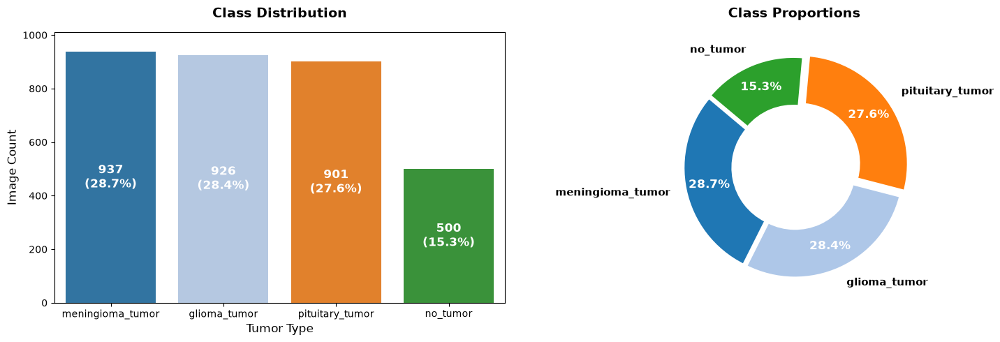 Class Distribution
1000
800
600
400
200
0
Image Count
937
(28.7%)
926
(28.4%)
901
(27.6%)
500
(15.3%)
meningioma_tumor
glioma_tumor
pituitary_tumor
no_tumor
Tumor Type
Class Proportions
no_tumor
15.3%
pituitary_tumor
27.6%
meningioma_tumor
28.7%
28.4%
glioma_tumor